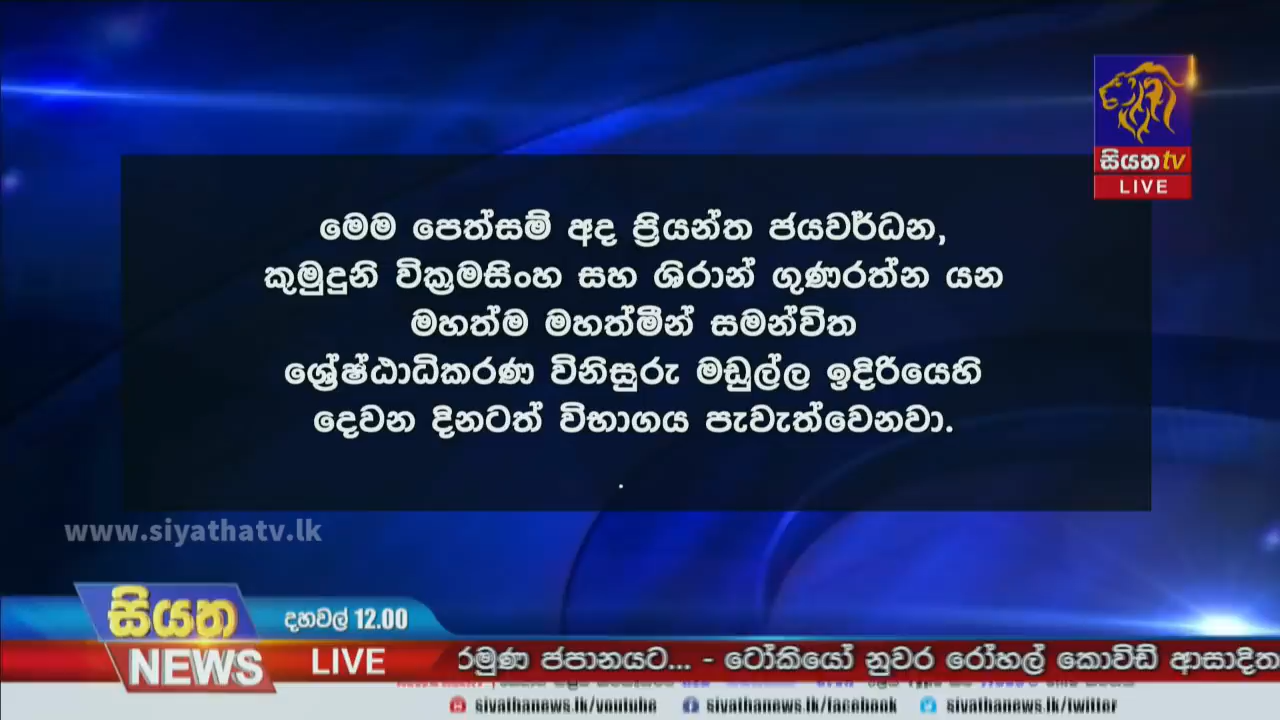 සියත tv
LIVE
මෙම පෙත්සම් අද ප්‍රියන්ත ජයවර්ධන,
කුමුදුනි වික්‍රමසිංහ සහ ශිරාන් ගුණරත්න යන
මහත්ම මහත්මීන් සමන්විත
ශ්‍රේෂ්ඨාධිකරණ විනිසුරු මඩුල්ල ඉදිරියෙහි
දෙවන දිනටත් විභාගය පැවැත්වෙනවා.
.
www.siyathatv.lk
සියත දහවල් 12.00
NEWS LIVE රමුණ ජපානයට... - ටෝකියෝ නුවර රෝහල් කොවිඩ් ආසාදිත
siyathanews.lk/youtube siyathanews.lk/facebook siyathanews.lk/twitter